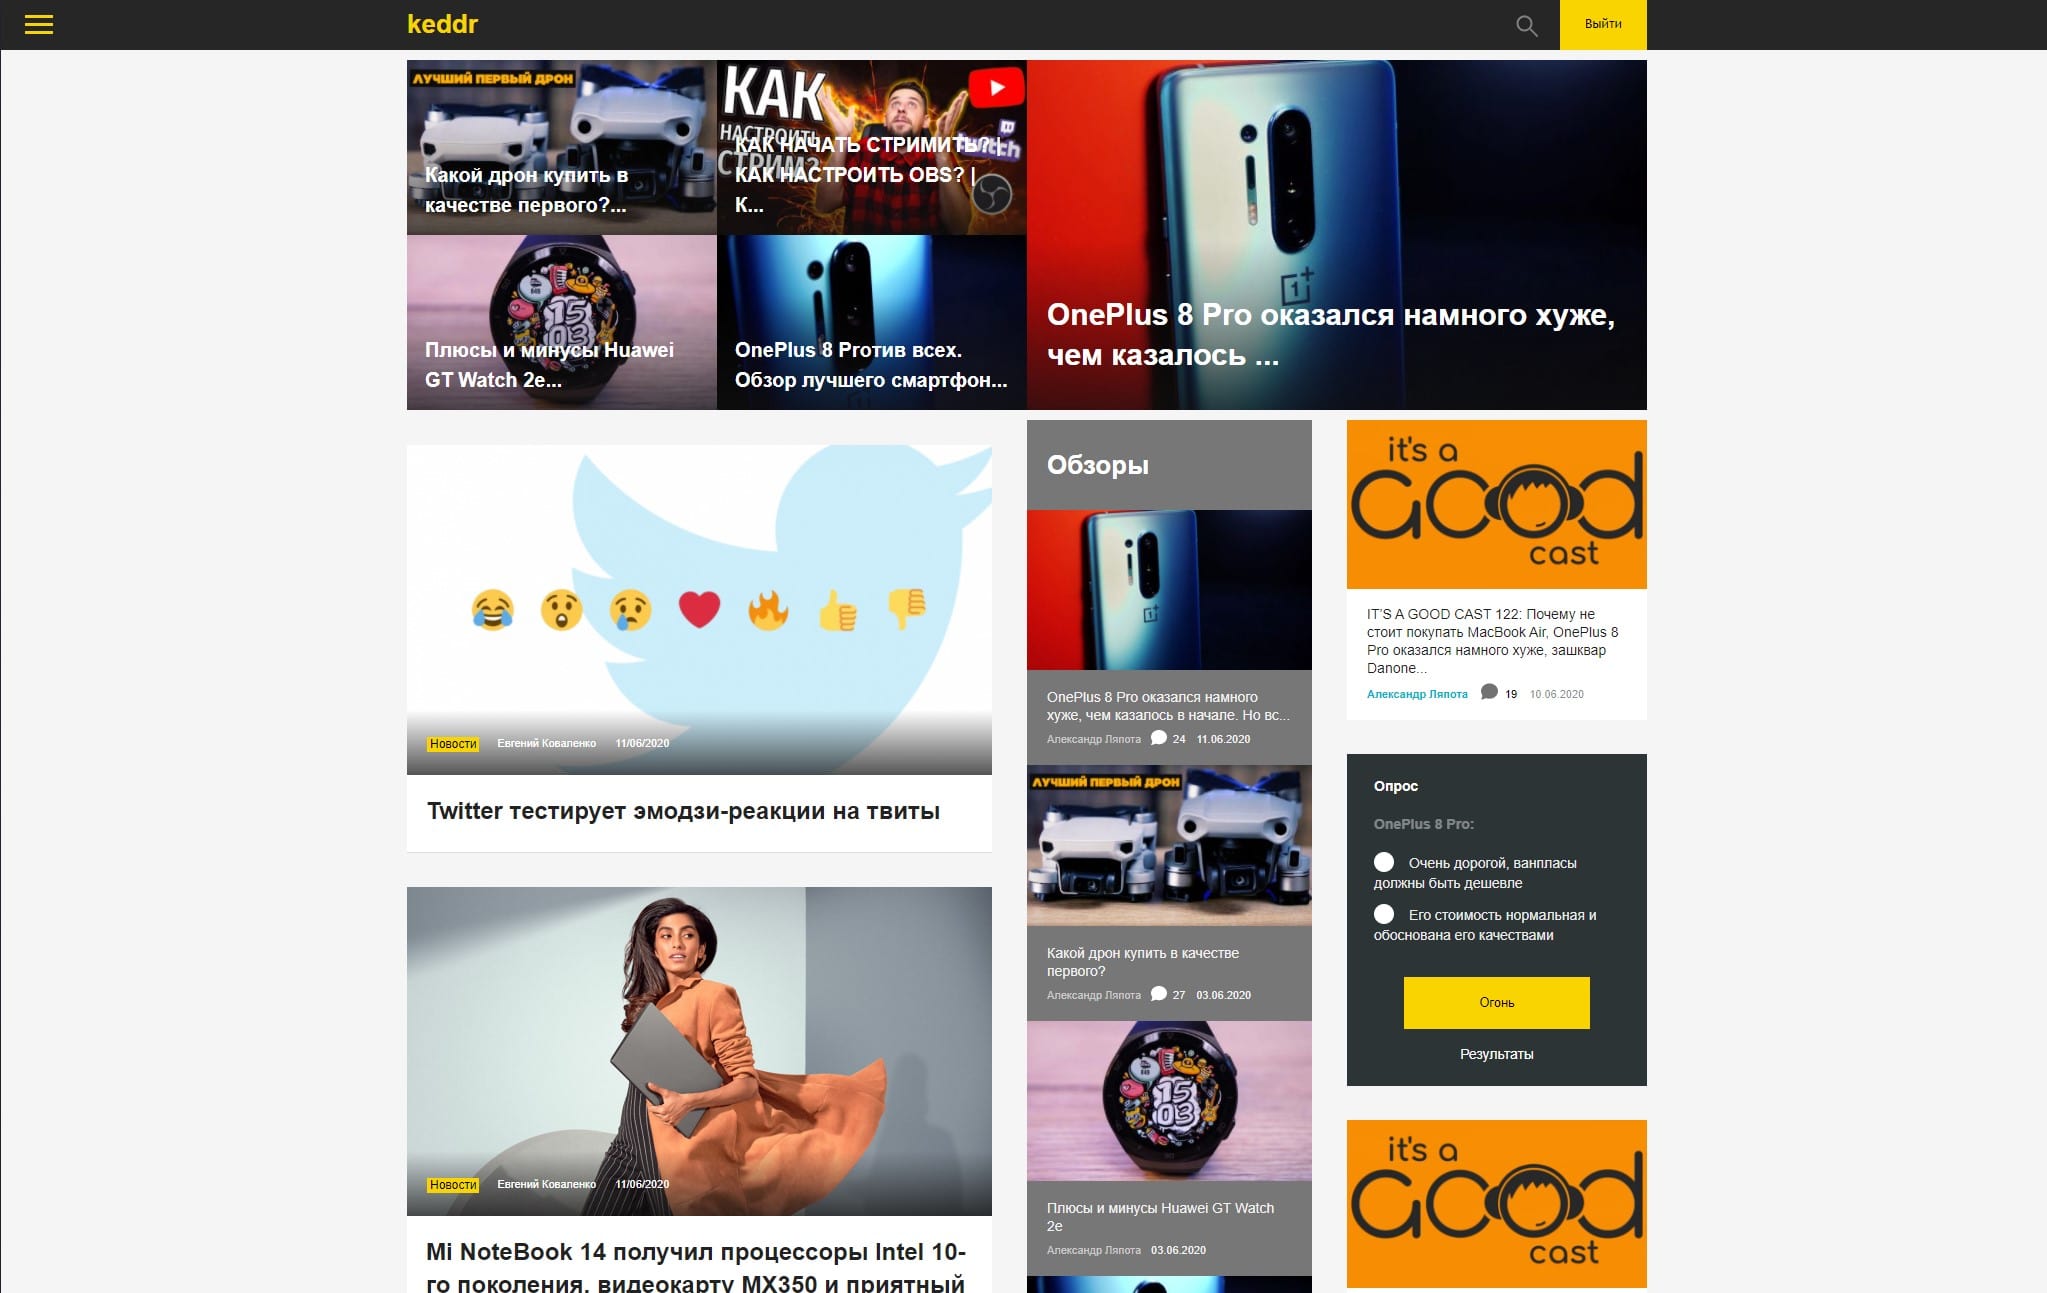 keddr
Выйти
ЛУЧШИЙ ПЕРВЫЙ ДРОН
Какой дрон купить в
качестве первого?...
КАК
НАСТРОИТЬ
СТРИМ?
twitch
КАК НАЧАТЬ СТРИМИТЬ? |
КАК НАСТРОИТЬ OBS? |
К...
15
03
Плюсы и минусы Huawei
GT Watch 2e...
OnePlus 8 Proтив всех.
Обзор лучшего смартфон...
OnePlus 8 Pro оказался намного хуже,
чем казалось ...
Новости Евгений Коваленко 11/06/2020
Twitter тестирует эмодзи-реакции на твиты
Новости Евгений Коваленко 11/06/2020
Mi NoteBook 14 получил процессоры Intel 10-
го поколения, видеокарту MX350 и приятный
Обзоры
OnePlus 8 Pro оказался намного
хуже, чем казалось в начале. Но вс...
Александр Ляпота 24 11.06.2020
ЛУЧШИЙ ПЕРВЫЙ ДРОН
Какой дрон купить в качестве
первого?
Александр Ляпота 27 03.06.2020
15
03
Плюсы и минусы Huawei GT Watch
2e
Александр Ляпота 03.06.2020
it's a
good
cast
IT'S A GOOD CAST 122: Почему не
стоит покупать MacBook Air, OnePlus 8
Pro оказался намного хуже, зашквар
Danone...
Александр Ляпота 19 10.06.2020
Опрос
OnePlus 8 Pro:
Очень дорогой, ванпласы
должны быть дешевле
Его стоимость нормальная и
обоснована его качествами
Огонь
Результаты
it's a
good
cast